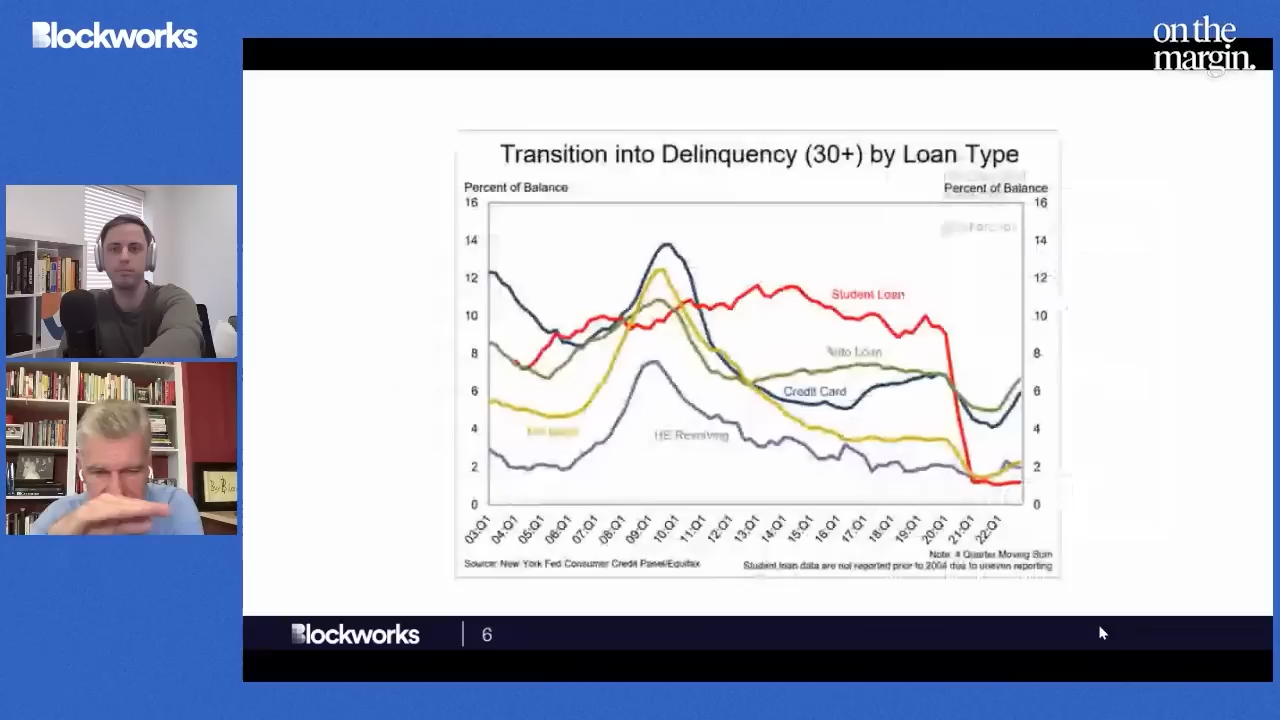 Blockworks
on the
margin.
Transition into Delinquency (30+) by Loan Type
Percent of Balance
Percent of Balance
16
14
12
10
8
6
4
2
0
16
14
12
10
8
6
4
2
0
Student Loan
Auto Loan
Credit Card
HE Revolving
03:Q1
04:Q1
05:Q1
06:Q1
07:Q1
08:Q1
09:Q1
10:Q1
11:Q1
12:Q1
13:Q1
14:Q1
15:Q1
16:Q1
17:Q1
18:Q1
19:Q1
20:Q1
21:Q1
22:Q1
Note: 4 Quarter Moving Sum
Source: New York Fed Consumer Credit Panel/Equifax
Student loan data are not reported prior to 2004 due to uneven reporting
Blockworks
6